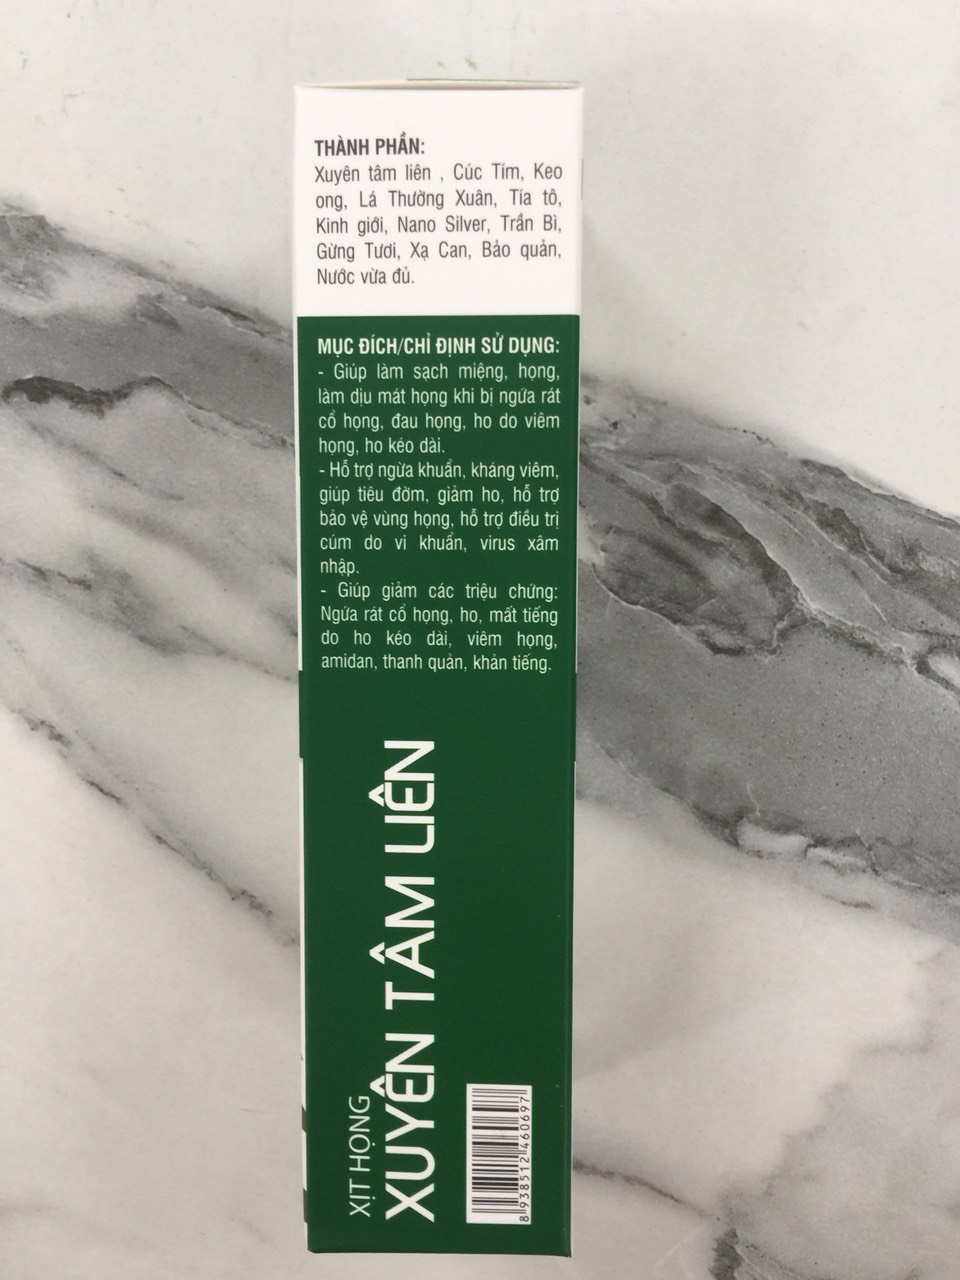 THÀNH PHẦN:
Xuyên tâm liên , Cúc Tím, Keo
ong, Lá Thường Xuân, Tía tô,
Kinh giới, Nano Silver, Trần Bì,
Gừng Tươi, Xạ Can, Bảo quản,
Nước vừa đủ.
MỤC ĐÍCH/CHỈ ĐỊNH SỬ DỤNG:
- Giúp làm sạch miệng, họng,
làm dịu mát họng khi bị ngứa rát
cổ họng, đau họng, ho do viêm
họng, ho kéo dài.
- Hỗ trợ ngừa khuẩn, kháng viêm,
giúp tiêu đờm, giảm ho, hỗ trợ
bảo vệ vùng họng, hỗ trợ điều trị
cúm do vi khuẩn, virus xâm
nhập.
- Giúp giảm các triệu chứng:
Ngứa rát cổ họng, ho, mất tiếng
do ho kéo dài, viêm họng,
amidan, thanh quản, khản tiếng.
XỊT HỌNG
XUYÊN TÂM LIÊN
8 938512 460697